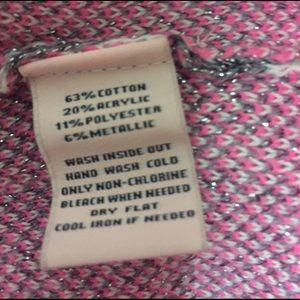 63% COTTON
20% ACRYLIC
11% POLYESTER
6% METALLIC
WASH INSIDE OUT
HAND WASH COLD
ONLY NON-CHLORINE
BLEACH WHEN NEEDED
DRY FLAT
COOL IRON IF NEEDED